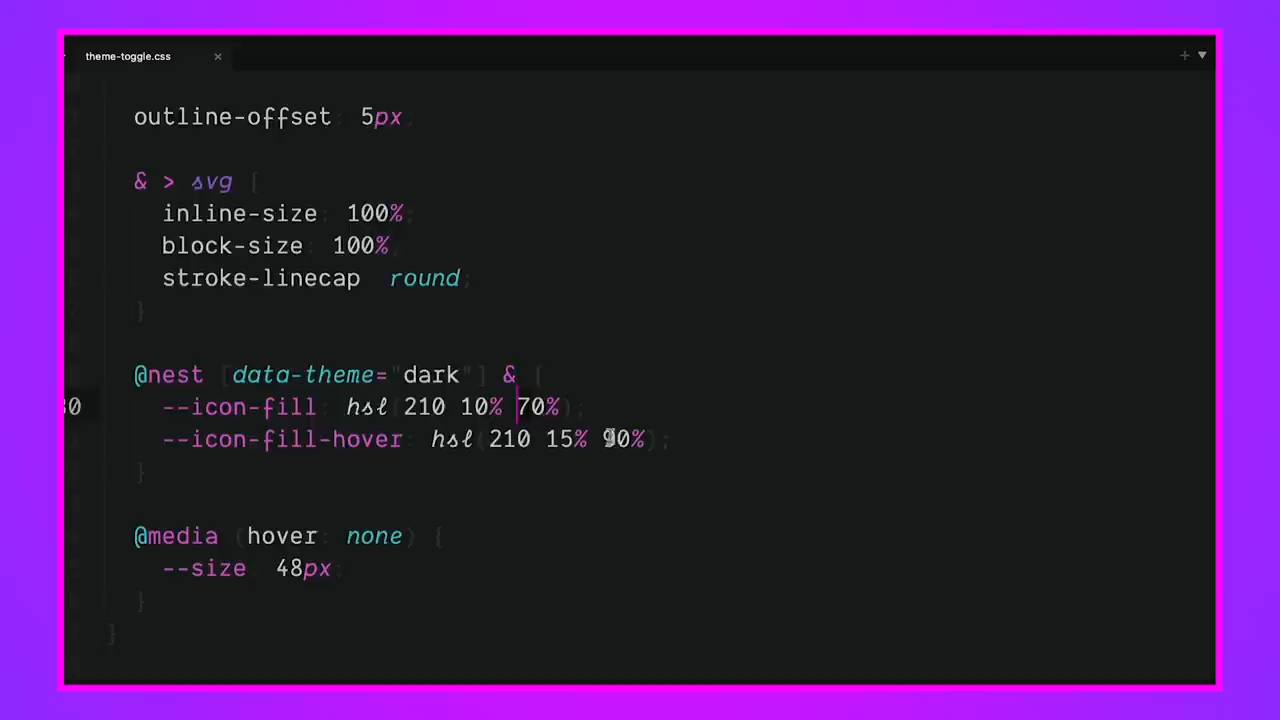 theme-toggle.css × + ▼
outline-offset: 5px;
& > svg {
inline-size: 100%;
block-size: 100%;
stroke-linecap: round;
}
@nest [data-theme="dark"] & {
80 --icon-fill: hsl(210 10% 70%);
--icon-fill-hover: hsl(210 15% 90%);
}
@media (hover: none) {
--size: 48px;
}
}